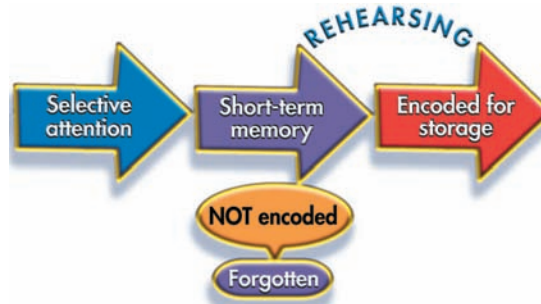 REHEARSING
Selective
attention
Short-term
memory
Encoded for
storage
NOT encoded
Forgotten